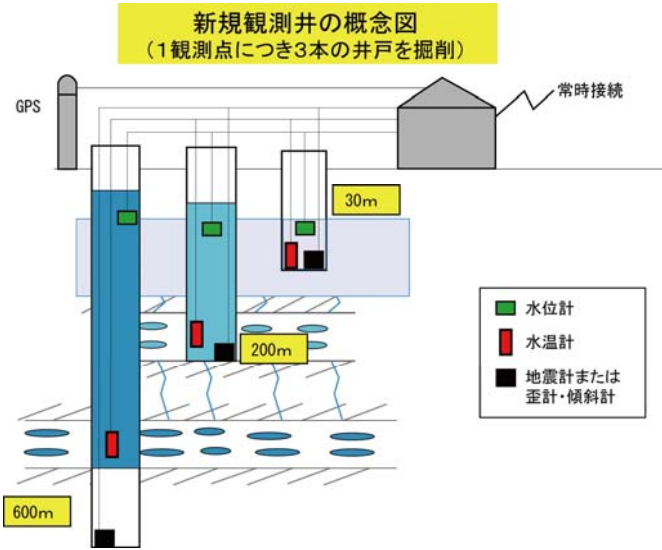 新規観測井の概念図
(1観測点につき3本の井戸を掘削)
GPS
常時接続
30m
200m
600m
水位計
水温計
地震計または
歪計・傾斜計